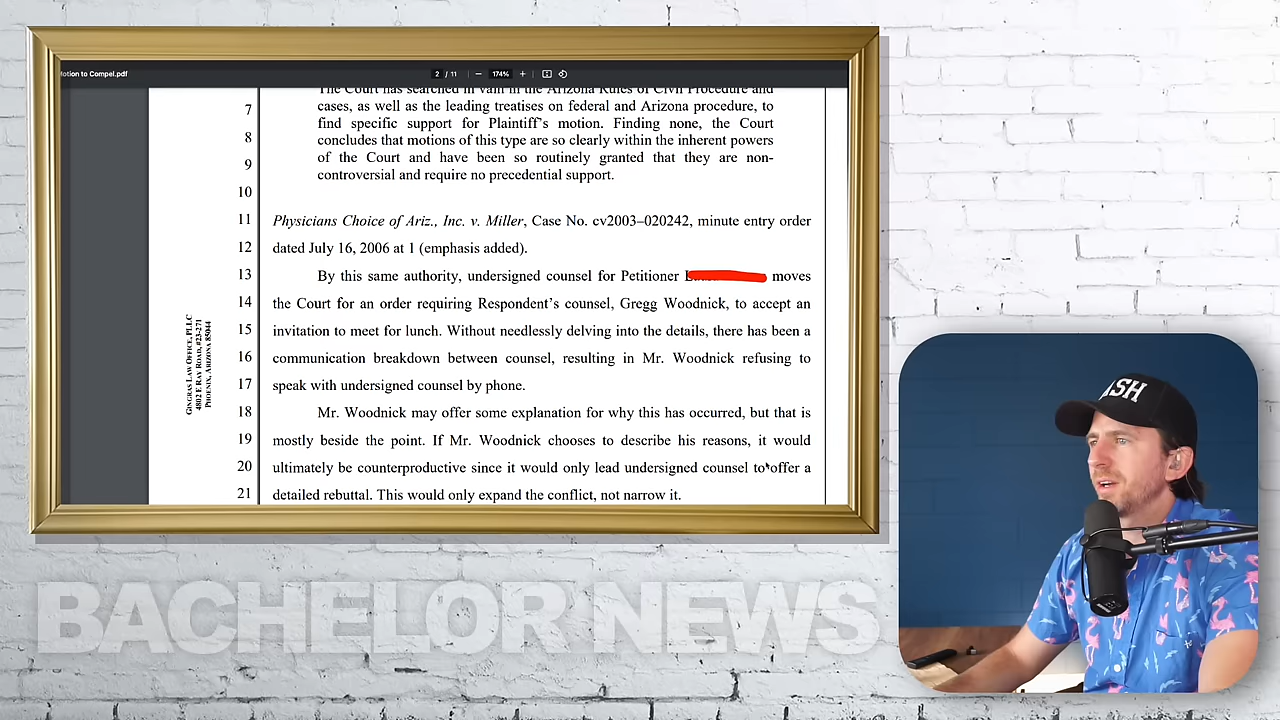 Motion to Compel.pdf
2 / 11 — 174% +
The Court has searched in vain in the Arizona Rules of Civil Procedure and
7 cases, as well as the leading treatises on federal and Arizona procedure, to
find specific support for Plaintiff's motion. Finding none, the Court
8 concludes that motions of this type are so clearly within the inherent powers
9 of the Court and have been so routinely granted that they are non-
controversial and require no precedential support.
10
11 Physicians Choice of Ariz., Inc. v. Miller, Case No. cv2003–020242, minute entry order
12 dated July 16, 2006 at 1 (emphasis added).
13 By this same authority, undersigned counsel for Petitioner moves
14 the Court for an order requiring Respondent's counsel, Gregg Woodnick, to accept an
15 invitation to meet for lunch. Without needlessly delving into the details, there has been a
16 communication breakdown between counsel, resulting in Mr. Woodnick refusing to
17 speak with undersigned counsel by phone.
18 Mr. Woodnick may offer some explanation for why this has occurred, but that is
19 mostly beside the point. If Mr. Woodnick chooses to describe his reasons, it would
20 ultimately be counterproductive since it would only lead undersigned counsel to offer a
21 detailed rebuttal. This would only expand the conflict, not narrow it.
GINGRAS LAW OFFICE, PLLC
4802 E RAY ROAD, #23-271
PHOENIX, ARIZONA 85044
ASH
BACHELOR NEWS